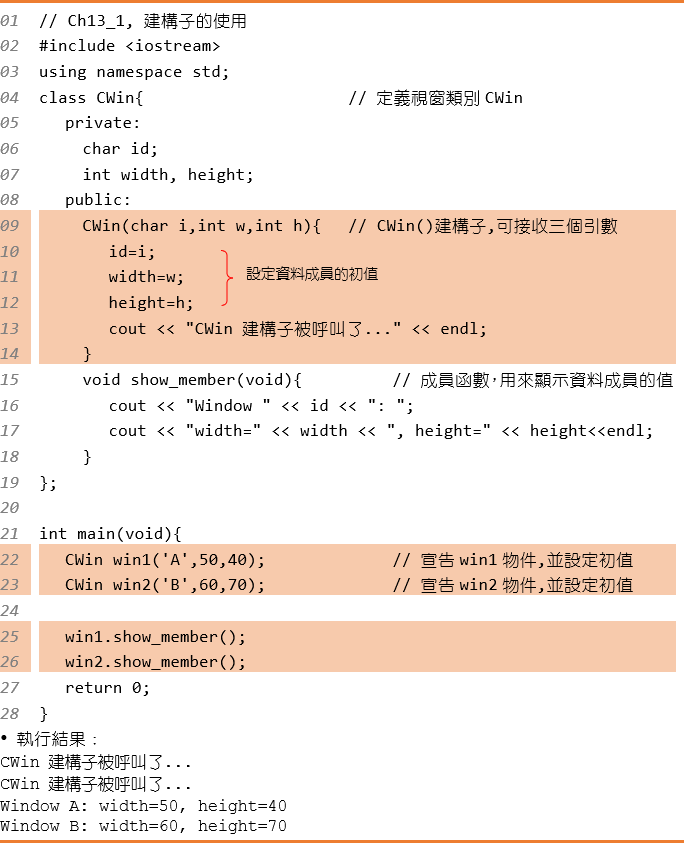 01 // Ch13_1, 建構子的使用
02 #include <iostream>
03 using namespace std;
04 class CWin{ // 定義視窗類別 CWin
05 private:
06 char id;
07 int width, height;
08 public:
09 CWin(char i,int w,int h){ // CWin()建構子,可接收三個引數
10 id=i;
11 width=w; 設定資料成員的初值
12 height=h;
13 cout << "CWin 建構子被呼叫了..." << endl;
14 }
15 void show_member(void){ // 成員函數,用來顯示資料成員的值
16 cout << "Window " << id << ": ";
17 cout << "width=" << width << ", height=" << height<<endl;
18 }
19 };
20
21 int main(void){
22 CWin win1('A',50,40); // 宣告 win1 物件,並設定初值
23 CWin win2('B',60,70); // 宣告 win2 物件,並設定初值
24
25 win1.show_member();
26 win2.show_member();
27 return 0;
28 }
• 執行結果：
CWin 建構子被呼叫了...
CWin 建構子被呼叫了...
Window A: width=50, height=40
Window B: width=60, height=70